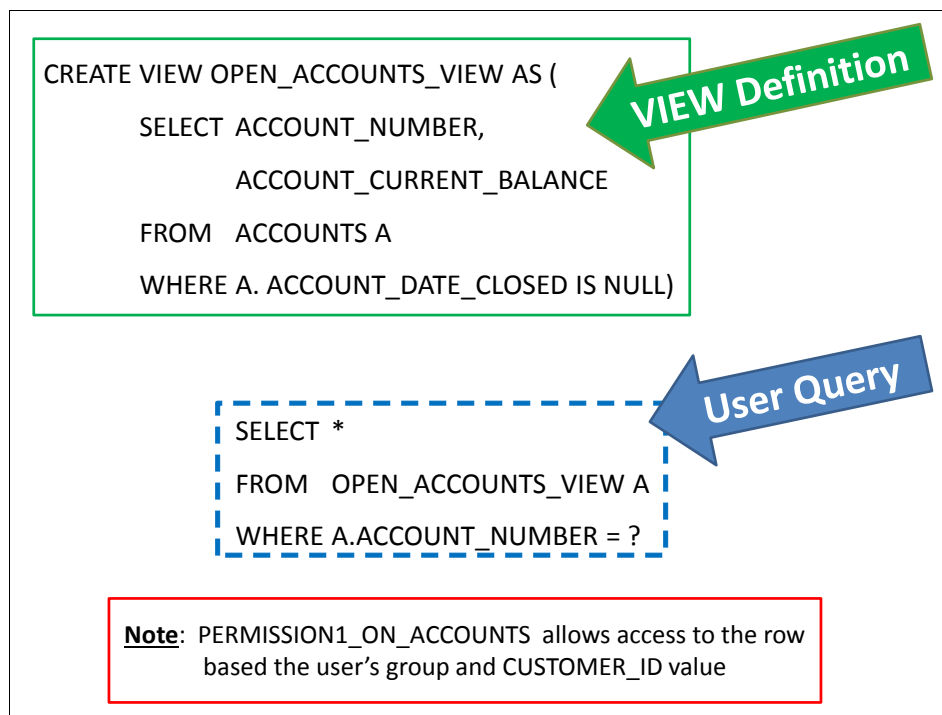 CREATE VIEW OPEN_ACCOUNTS_VIEW AS (
VIEW Definition
SELECT ACCOUNT_NUMBER,
ACCOUNT_CURRENT_BALANCE
FROM ACCOUNTS A
WHERE A. ACCOUNT_DATE_CLOSED IS NULL)
User Query
SELECT *
FROM OPEN_ACCOUNTS_VIEW A
WHERE A.ACCOUNT_NUMBER = ?
Note: PERMISSION1_ON_ACCOUNTS allows access to the row
based the user's group and CUSTOMER_ID value